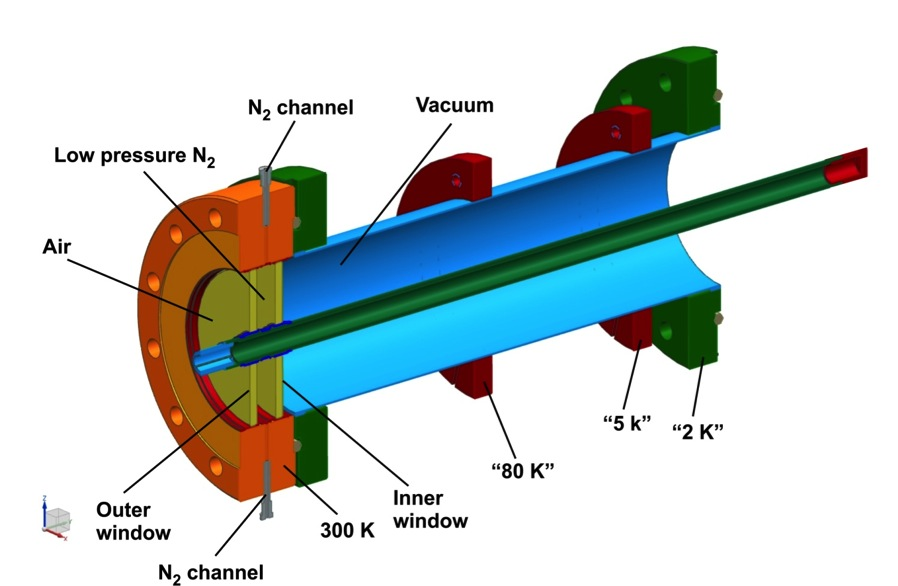 N₂ channel
Vacuum
Low pressure N₂
Air
"5 k"
"2 K"
"80 K"
Outer
window
Inner
window
300 K
N₂ channel
z
x